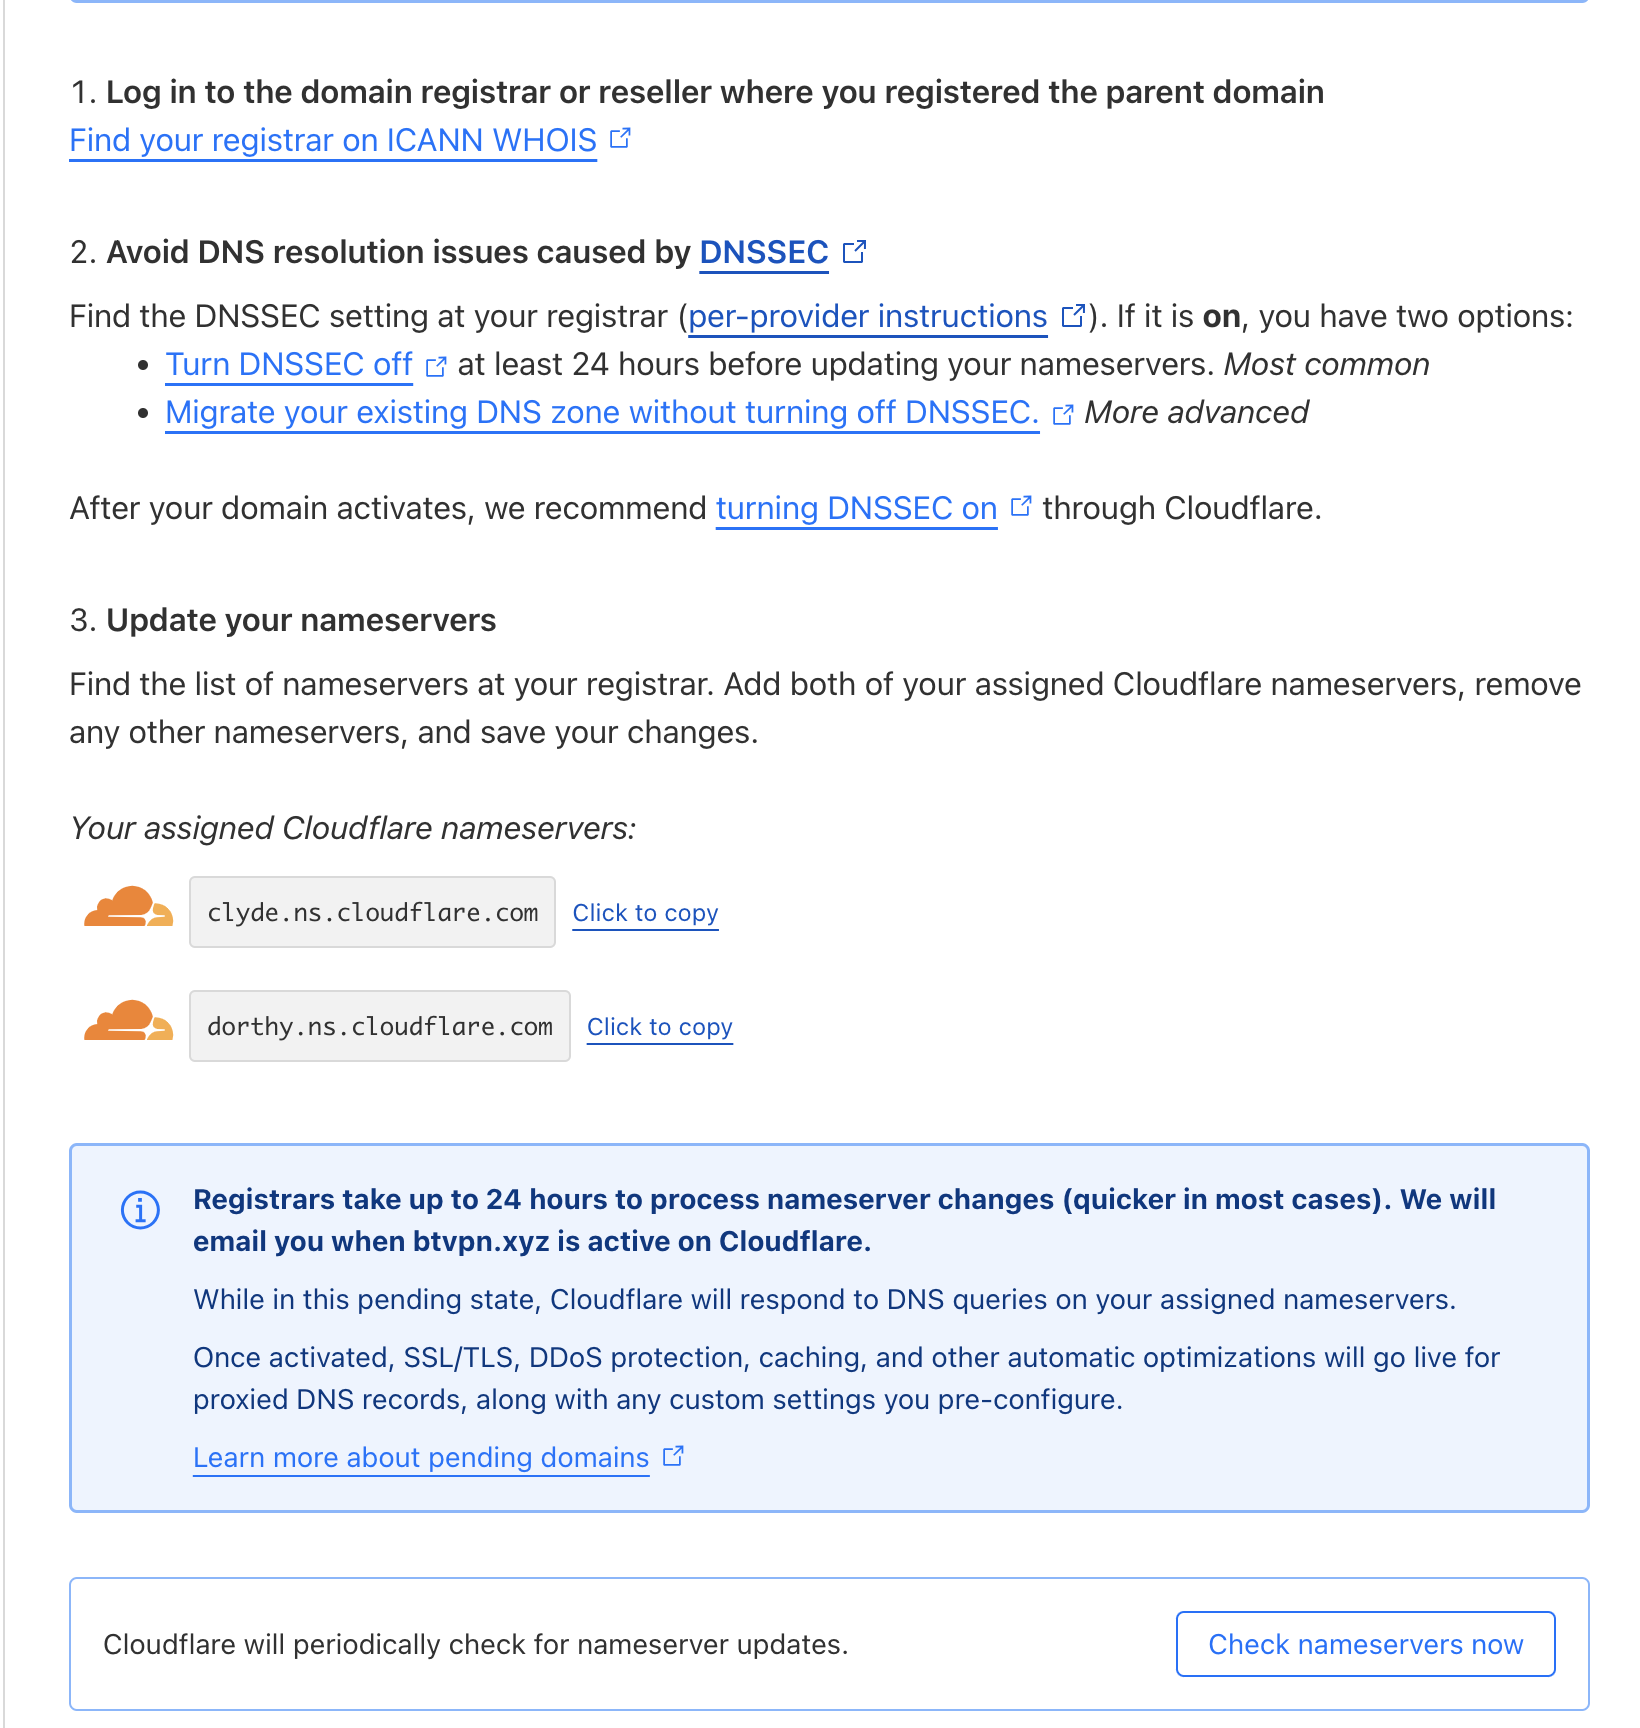 1. Log in to the domain registrar or reseller where you registered the parent domain
Find your registrar on ICANN WHOIS
2. Avoid DNS resolution issues caused by DNSSEC
Find the DNSSEC setting at your registrar (per-provider instructions). If it is on, you have two options:
• Turn DNSSEC off at least 24 hours before updating your nameservers. Most common
• Migrate your existing DNS zone without turning off DNSSEC. More advanced
After your domain activates, we recommend turning DNSSEC on through Cloudflare.
3. Update your nameservers
Find the list of nameservers at your registrar. Add both of your assigned Cloudflare nameservers, remove
any other nameservers, and save your changes.
Your assigned Cloudflare nameservers:
clyde.ns.cloudflare.com Click to copy
dorthy.ns.cloudflare.com Click to copy
Registrars take up to 24 hours to process nameserver changes (quicker in most cases). We will
email you when btvpn.xyz is active on Cloudflare.
While in this pending state, Cloudflare will respond to DNS queries on your assigned nameservers.
Once activated, SSL/TLS, DDoS protection, caching, and other automatic optimizations will go live for
proxied DNS records, along with any custom settings you pre-configure.
Learn more about pending domains
Cloudflare will periodically check for nameserver updates. Check nameservers now